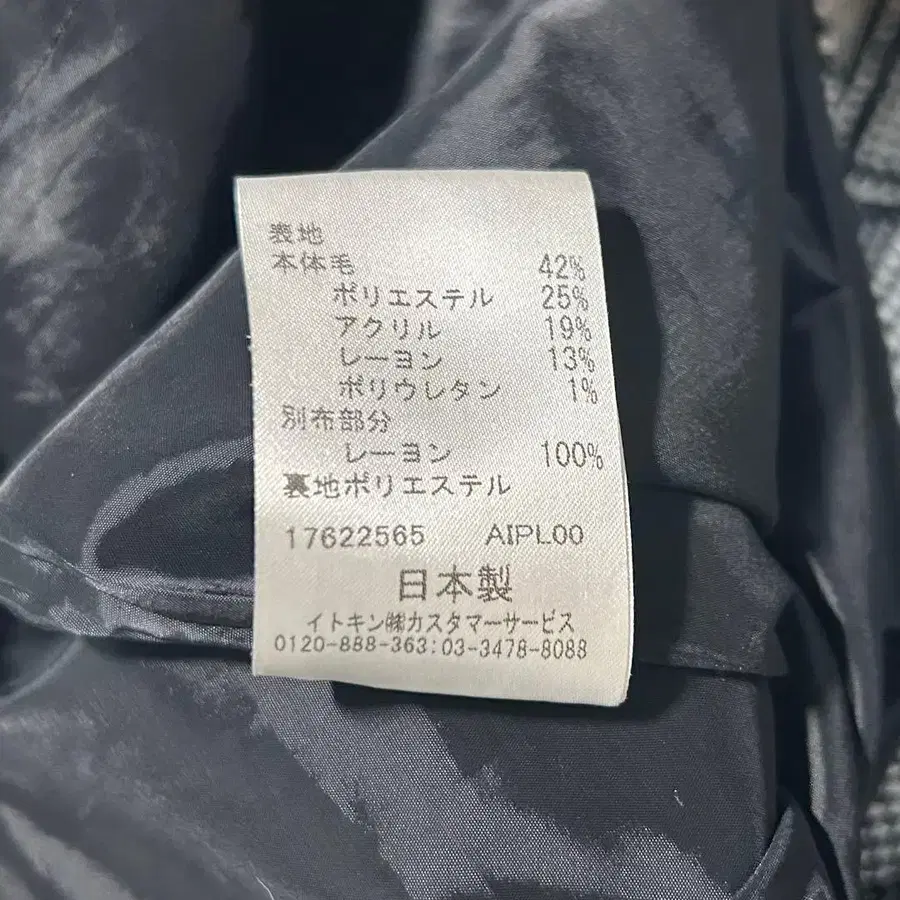 表地
本体毛 42%
ポリエステル 25%
アクリル 19%
レーヨン 13%
ポリウレタン 1%
別布部分
レーヨン 100%
裏地ポリエステル
17622565 AIPL00
日本製
イトキン㈱カスタマーサービス
0120-888-363:03-3478-8088